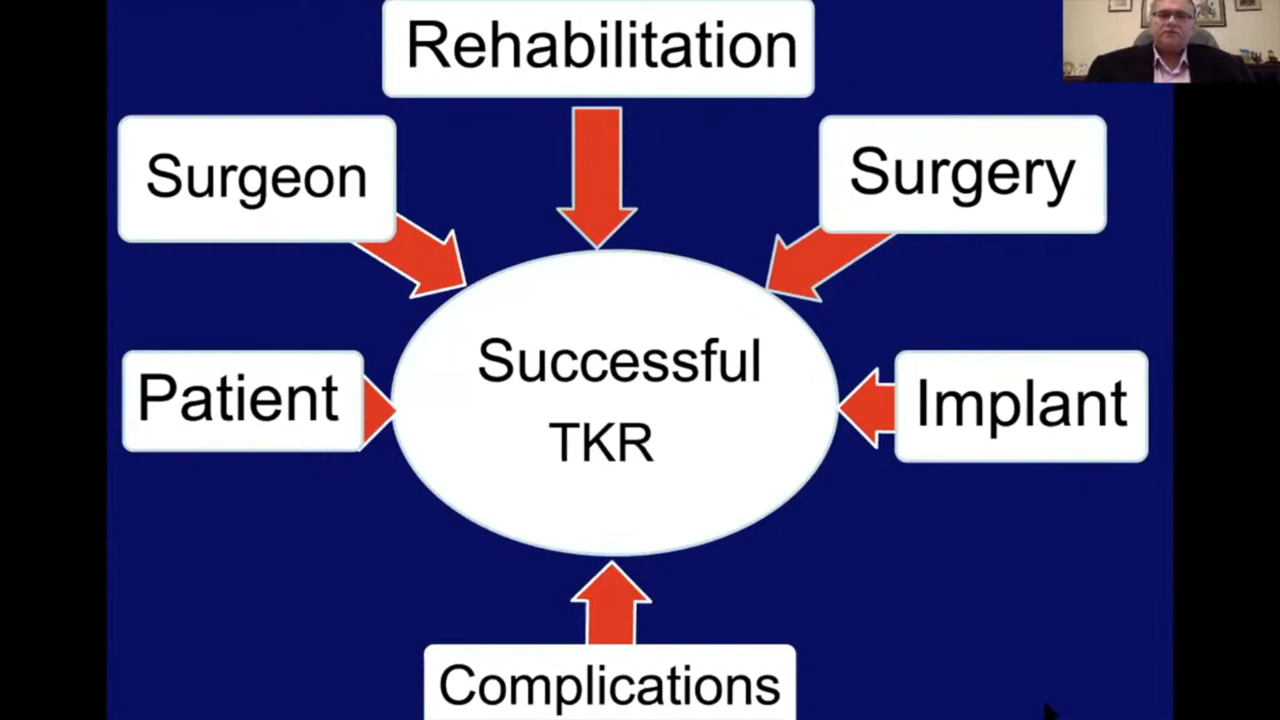 Rehabilitation
Surgeon
Surgery
Successful
TKR
Patient
Implant
Complications